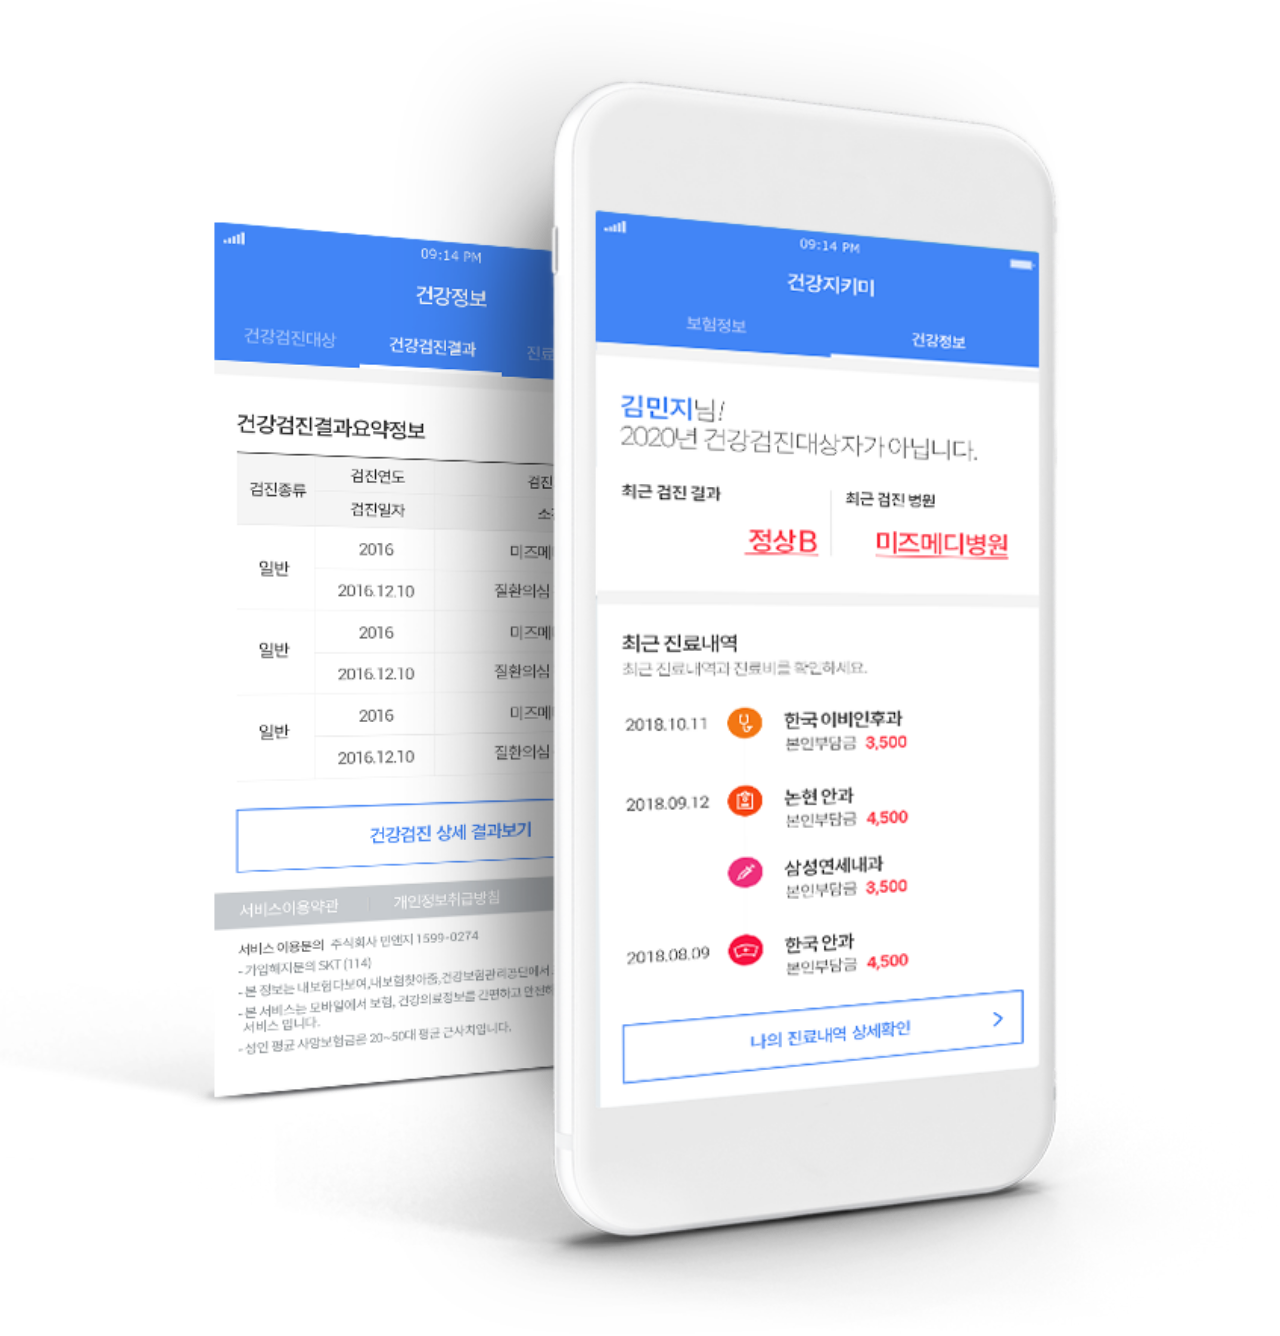 09:14 PM
건강정보
건강검진대상 건강검진결과 진료
건강검진결과요약정보
검진종류 검진연도 검진
검진일자
2016 미즈메
일반
2016.12.10 질환의심
2016 미즈메
일반
2016.12.10 질환의심
2016 미즈메
일반
2016.12.10 질환의심
건강검진 상세 결과보기
서비스이용약관 개인정보취급방침
서비스 이용문의 주식회사 민앤지 1599-0274
- 가입해지문의 SKT (114)
- 본 정보는 내보험다보여,내보험찾아줌,건강보험관리공단에서
- 본 서비스는 모바일에서 보험, 건강의료정보를 간편하고 안전하
서비스 입니다.
- 성인 평균 사망보험금은 20~50대 평균 근사치입니다.
09:14 PM
건강지키미
보험정보 건강정보
김민지님!
2020년 건강검진대상자가 아닙니다.
최근 검진 결과 최근 검진 병원
정상B 미즈메디병원
최근 진료내역
최근 진료내역과 진료비를 확인하세요.
2018.10.11 한국 이비인후과
본인부담금 3,500
2018.09.12 논현 안과
본인부담금 4,500
삼성연세내과
본인부담금 3,500
2018.08.09 한국 안과
본인부담금 4,500
나의 진료내역 상세확인